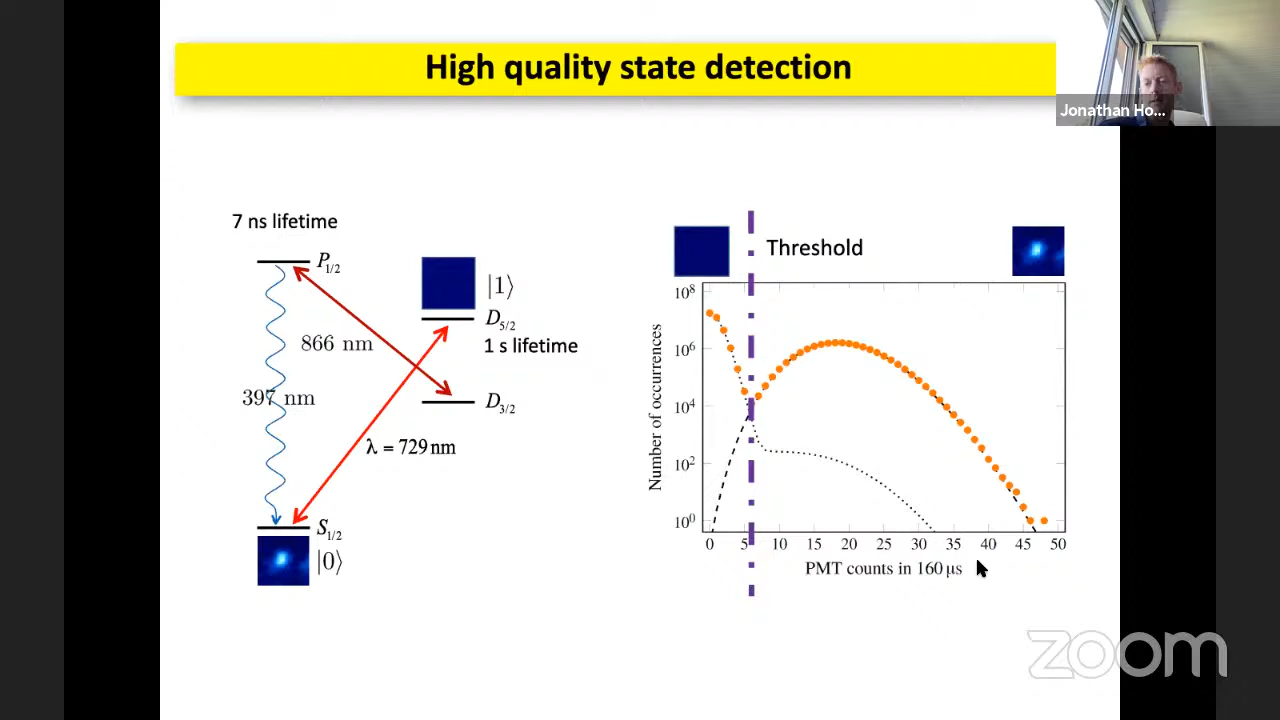 High quality state detection
Jonathan Ho...
7 ns lifetime
P1/2
|1⟩
D5/2
1 s lifetime
866 nm
397 nm
D3/2
λ = 729 nm
S1/2
|0⟩
Threshold
10^8
10^6
10^4
10^2
10^0
Number of occurrences
0 5 10 15 20 25 30 35 40 45 50
PMT counts in 160 μs
zoom